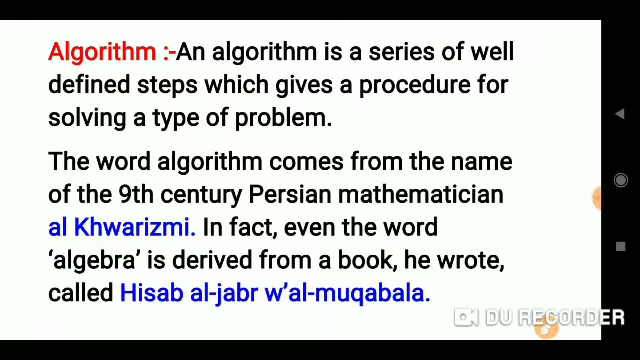 Algorithm :-An algorithm is a series of well
defined steps which gives a procedure for
solving a type of problem.
The word algorithm comes from the name
of the 9th century Persian mathematician
al Khwarizmi. In fact, even the word
‘algebra’ is derived from a book, he wrote,
called Hisab al-jabr w’al-muqabala.
DU RECORDER